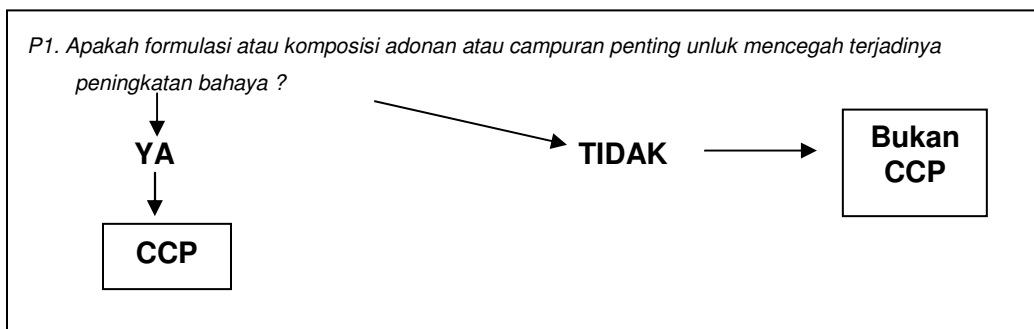 P1. Apakah formulasi atau komposisi adonan atau campuran penting unluk mencegah terjadinya
peningkatan bahaya ?
YA
TIDAK
Bukan
CCP
CCP